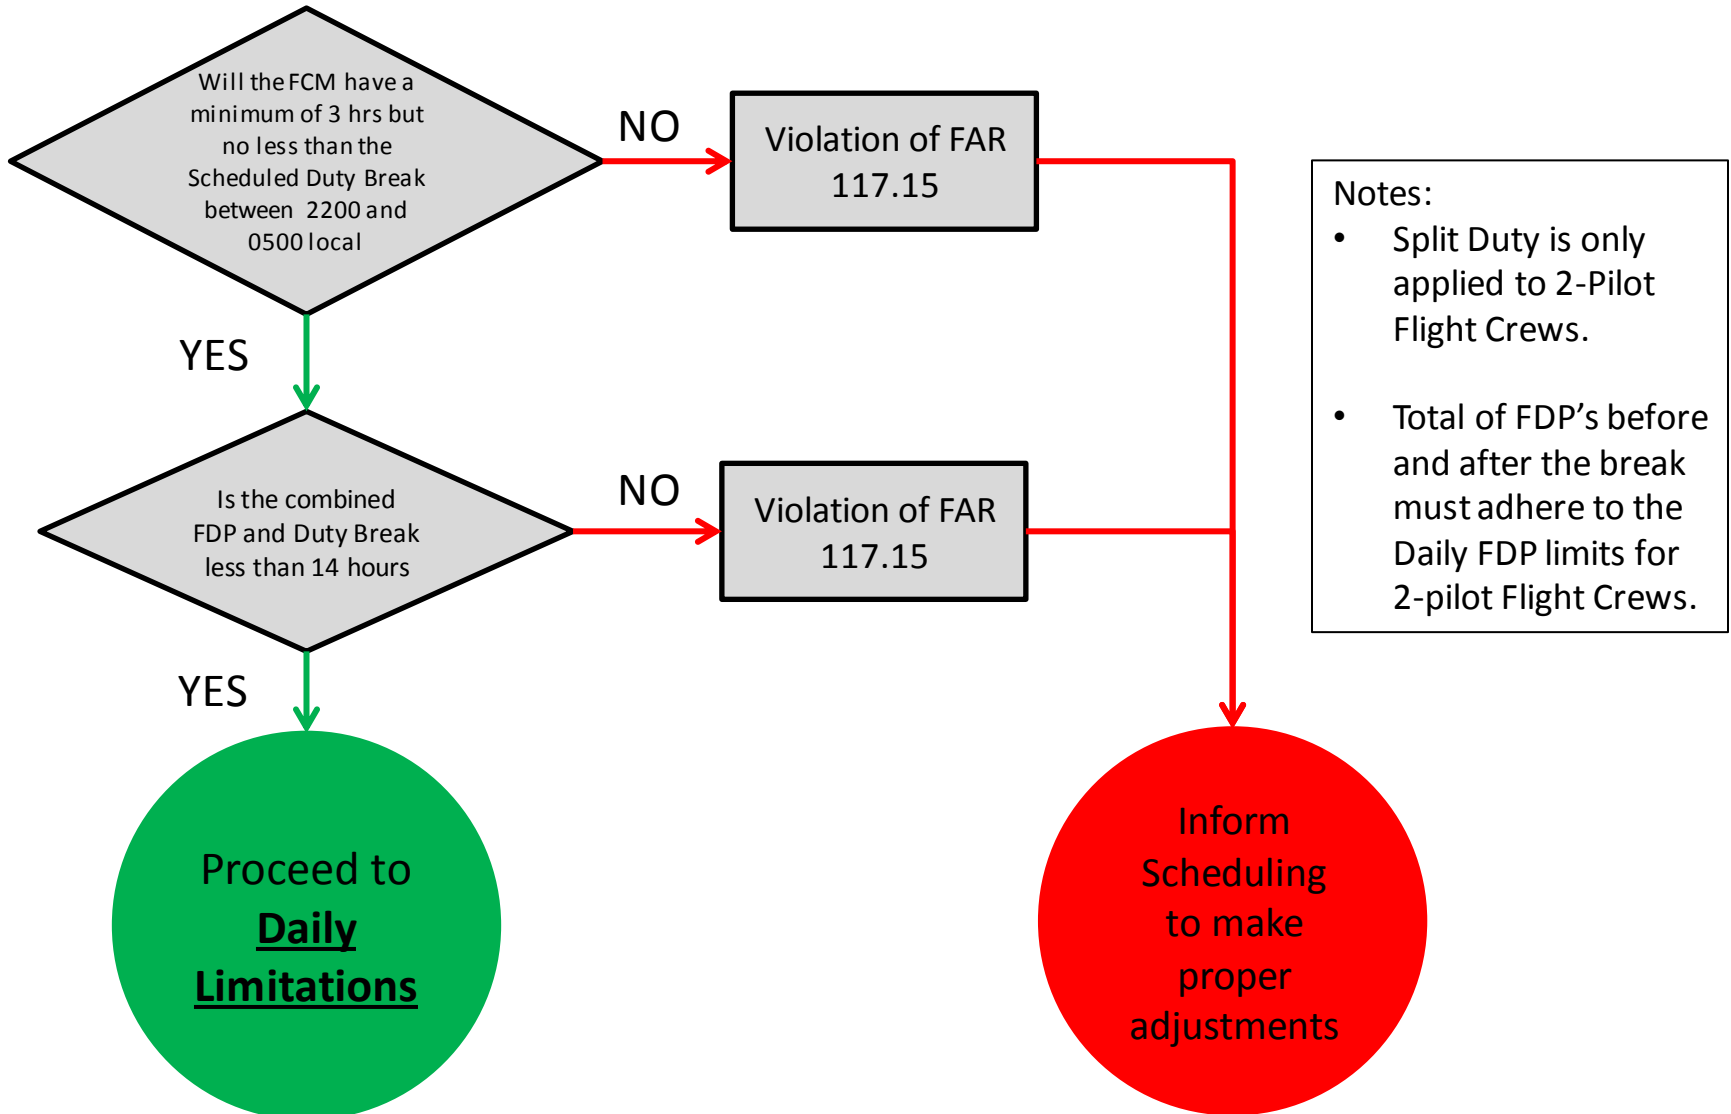 Will the FCM have a
minimum of 3 hrs but
no less than the
Scheduled Duty Break
between 2200 and
0500 local
NO
Violation of FAR
117.15
YES
Is the combined
FDP and Duty Break
less than 14 hours
NO
Violation of FAR
117.15
YES
Proceed to
Daily
Limitations
Inform
Scheduling
to make
proper
adjustments
Notes:
• Split Duty is only
applied to 2-Pilot
Flight Crews.
• Total of FDP's before
and after the break
must adhere to the
Daily FDP limits for
2-pilot Flight Crews.